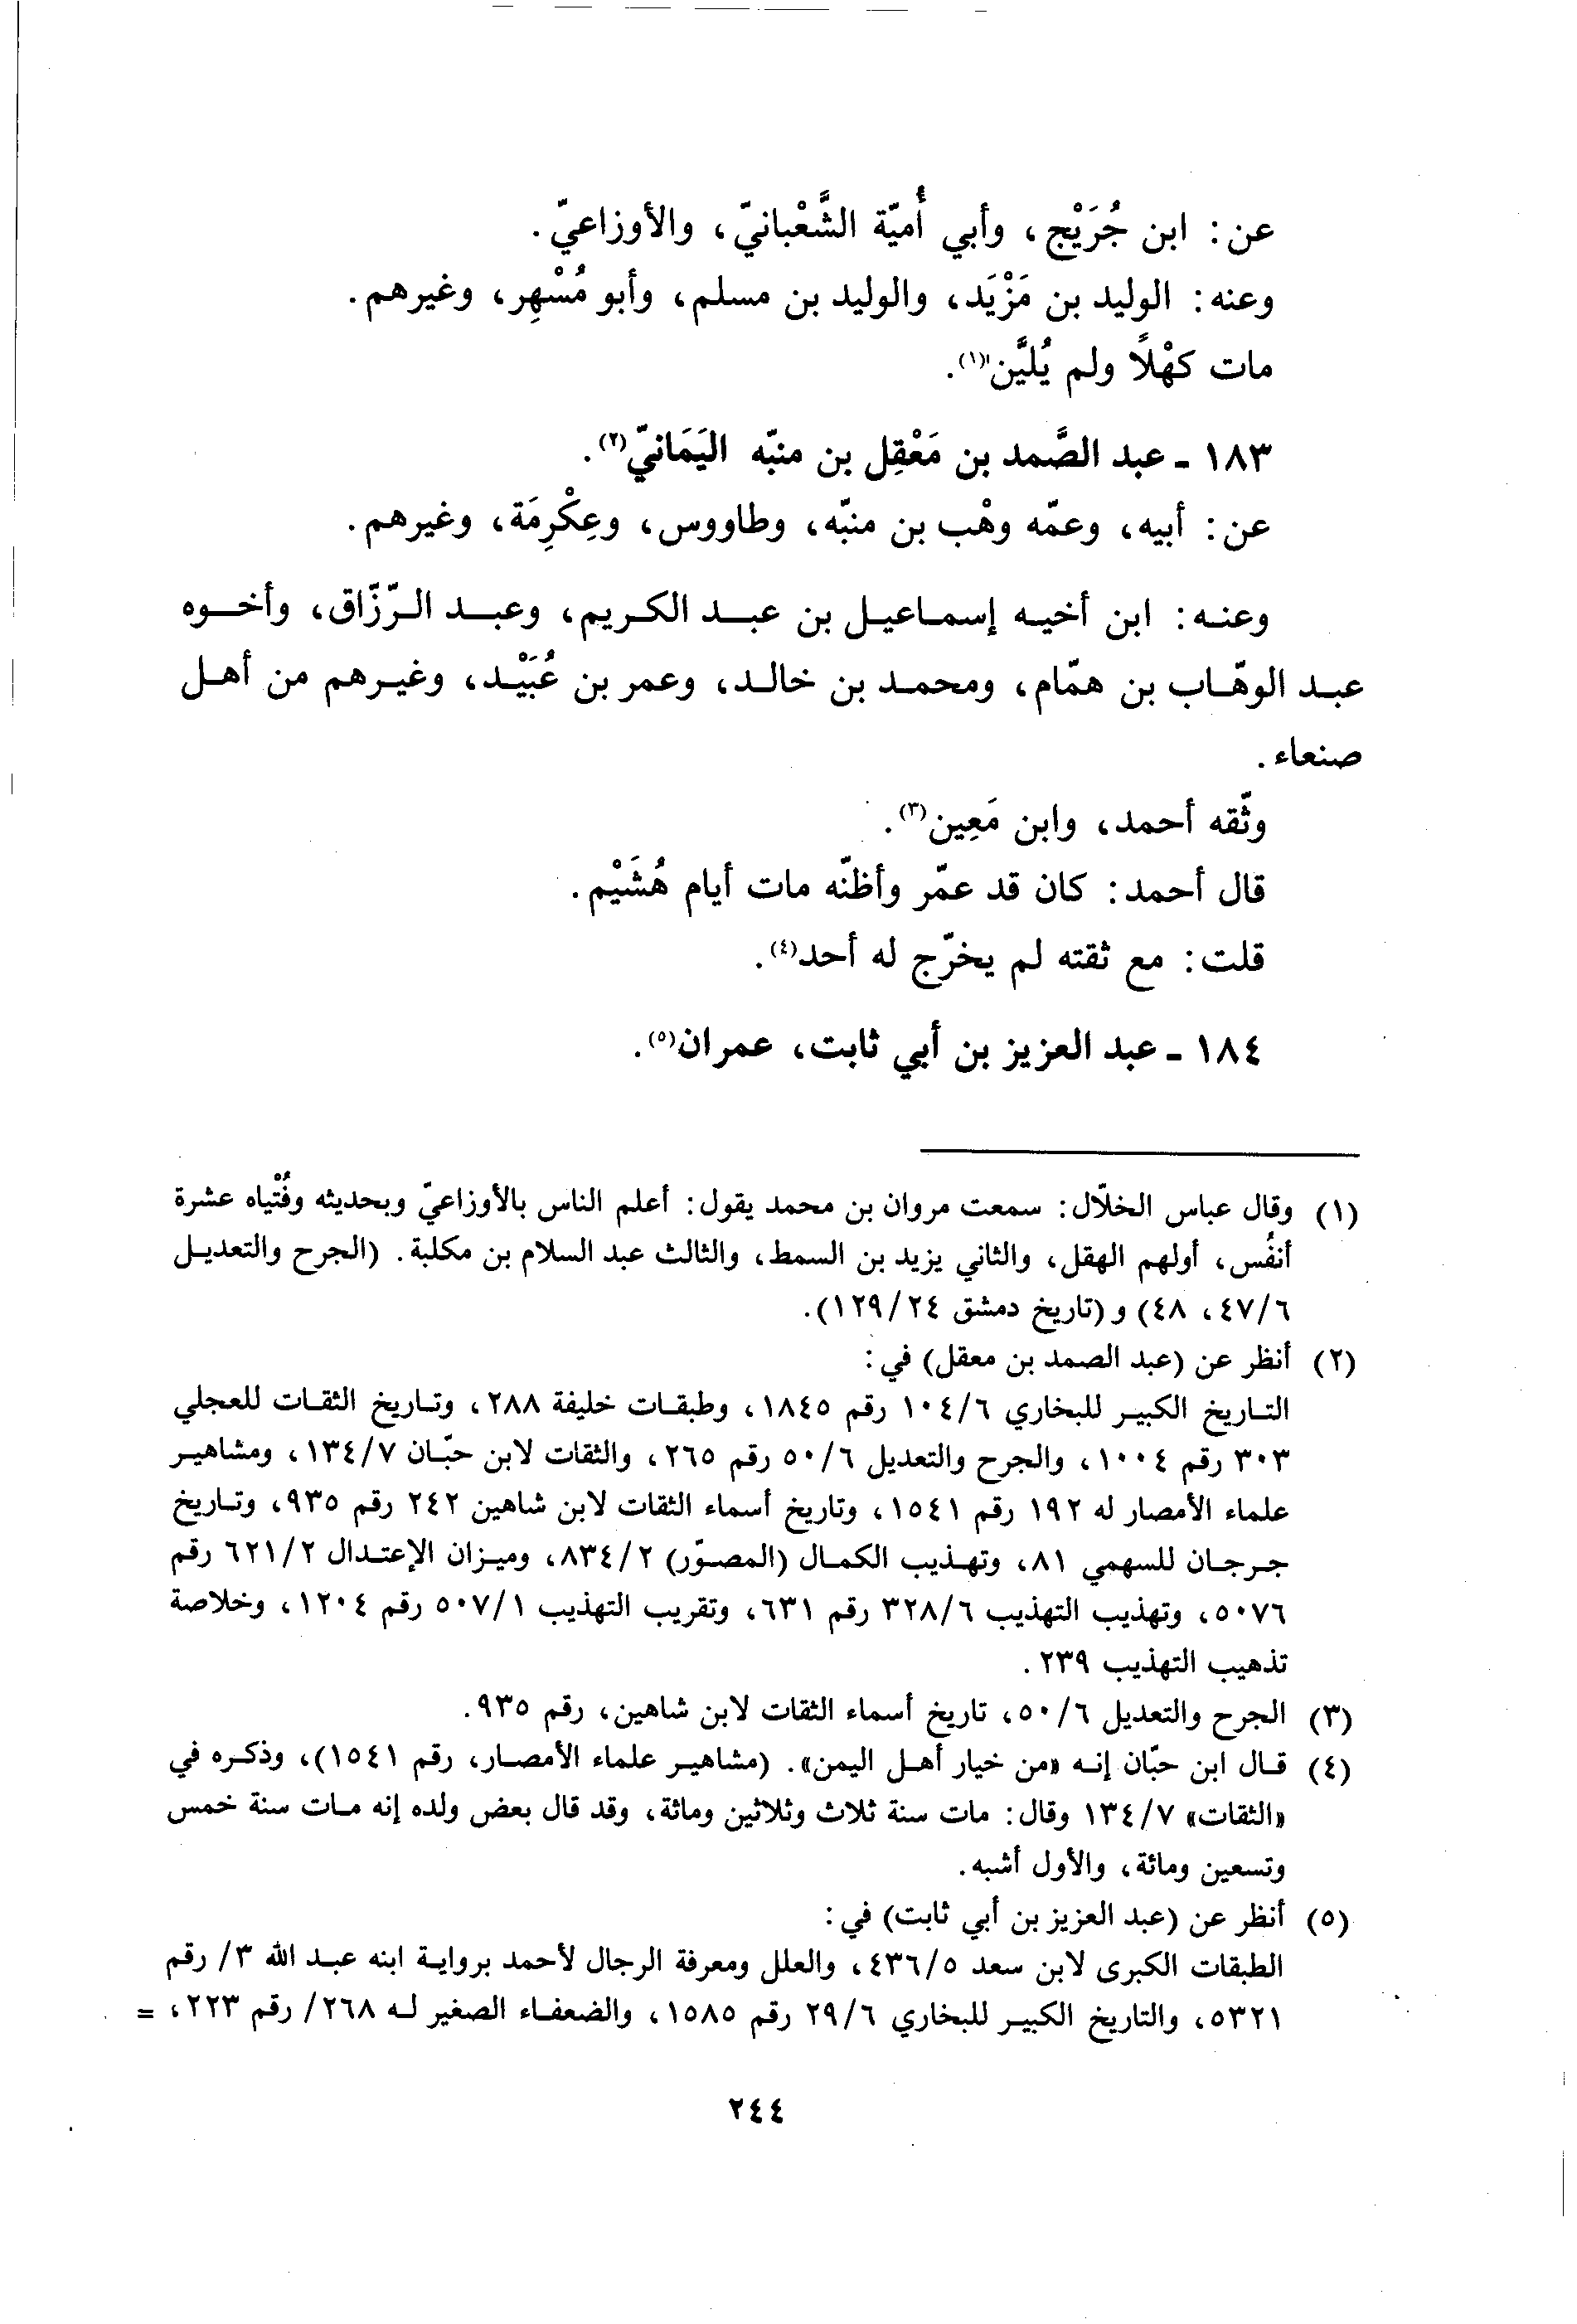 عن: ابن جُرَيْج، وأبي أُميّة الشَّعْبانيّ، والأوزاعيّ.
وعنه: الوليد بن مَزْيَد، والوليد بن مسلم، وأبو مُسْهِر، وغيرهم.
مات كهْلًا ولم يُليَّن(١).
١٨٣ ـ عبد الصَّمد بن مَعْقِل بن منبّه اليَمَانيّ(٢).
عن: أبيه، وعمّه وهْب بن منبّه، وطاووس، وعِكْرِمَة، وغيرهم.
وعنه: ابن أخيه إسماعيل بن عبد الكريم، وعبد الرّزّاق، وأخوه
عبد الوهّاب بن همّام، ومحمد بن خالد، وعمر بن عُبَيْد، وغيرهم من أهل
صنعاء.
وثّقه أحمد، وابن مَعِين(٣).
قال أحمد: كان قد عمّر وأظنّه مات أيام هُشَيْم.
قلت: مع ثقته لم يخرّج له أحد(٤).
١٨٤ ـ عبد العزيز بن أبي ثابت، عمران(٥).
(١) وقال عباس الخلّال: سمعت مروان بن محمد يقول: أعلم الناس بالأوزاعيّ وبحديثه وفُتْياه عشرة
أنفُس، أولهم الهقل، والثاني يزيد بن السمط، والثالث عبد السلام بن مكلبة. (الجرح والتعديل
٤٧/٦، ٤٨) و(تاريخ دمشق ١٢٩/٢٤).
(٢) أنظر عن (عبد الصمد بن معقل) في:
التاريخ الكبير للبخاري ١٠٤/٦ رقم ١٨٤٥، وطبقات خليفة ٢٨٨، وتاريخ الثقات للعجلي
٣٠٣ رقم ١٠٠٤، والجرح والتعديل ٥٠/٦ رقم ٢٦٥، والثقات لابن حبّان ١٣٤/٧، ومشاهير
علماء الأمصار له ١٩٢ رقم ١٥٤١، وتاريخ أسماء الثقات لابن شاهين ٢٤٢ رقم ٩٣٥، وتاريخ
جرجان للسهمي ٨١، وتهذيب الكمال (المصوّر) ٨٣٤/٢، وميزان الإعتدال ٦٢١/٢ رقم
٥٠٧٦، وتهذيب التهذيب ٣٢٨/٦ رقم ٦٣١، وتقريب التهذيب ٥٠٧/١ رقم ١٢٠٤، وخلاصة
تذهيب التهذيب ٢٣٩.
(٣) الجرح والتعديل ٥٠/٦، تاريخ أسماء الثقات لابن شاهين، رقم ٩٣٥.
(٤) قال ابن حبّان إنه «من خيار أهل اليمن». (مشاهير علماء الأمصار، رقم ١٥٤١)، وذكره في
«الثقات» ١٣٤/٧ وقال: مات سنة ثلاث وثلاثين ومائة، وقد قال بعض ولده إنه مات سنة خمس
وتسعين ومائة، والأول أشبه.
(٥) أنظر عن (عبد العزيز بن أبي ثابت) في:
الطبقات الكبرى لابن سعد ٤٣٦/٥، والعلل ومعرفة الرجال لأحمد برواية ابنه عبد الله ٣/ رقم
٥٣٢١، والتاريخ الكبير للبخاري ٢٩/٦ رقم ١٥٨٥، والضعفاء الصغير له ٢٦٨/ رقم ٢٢٣، =
٢٤٤